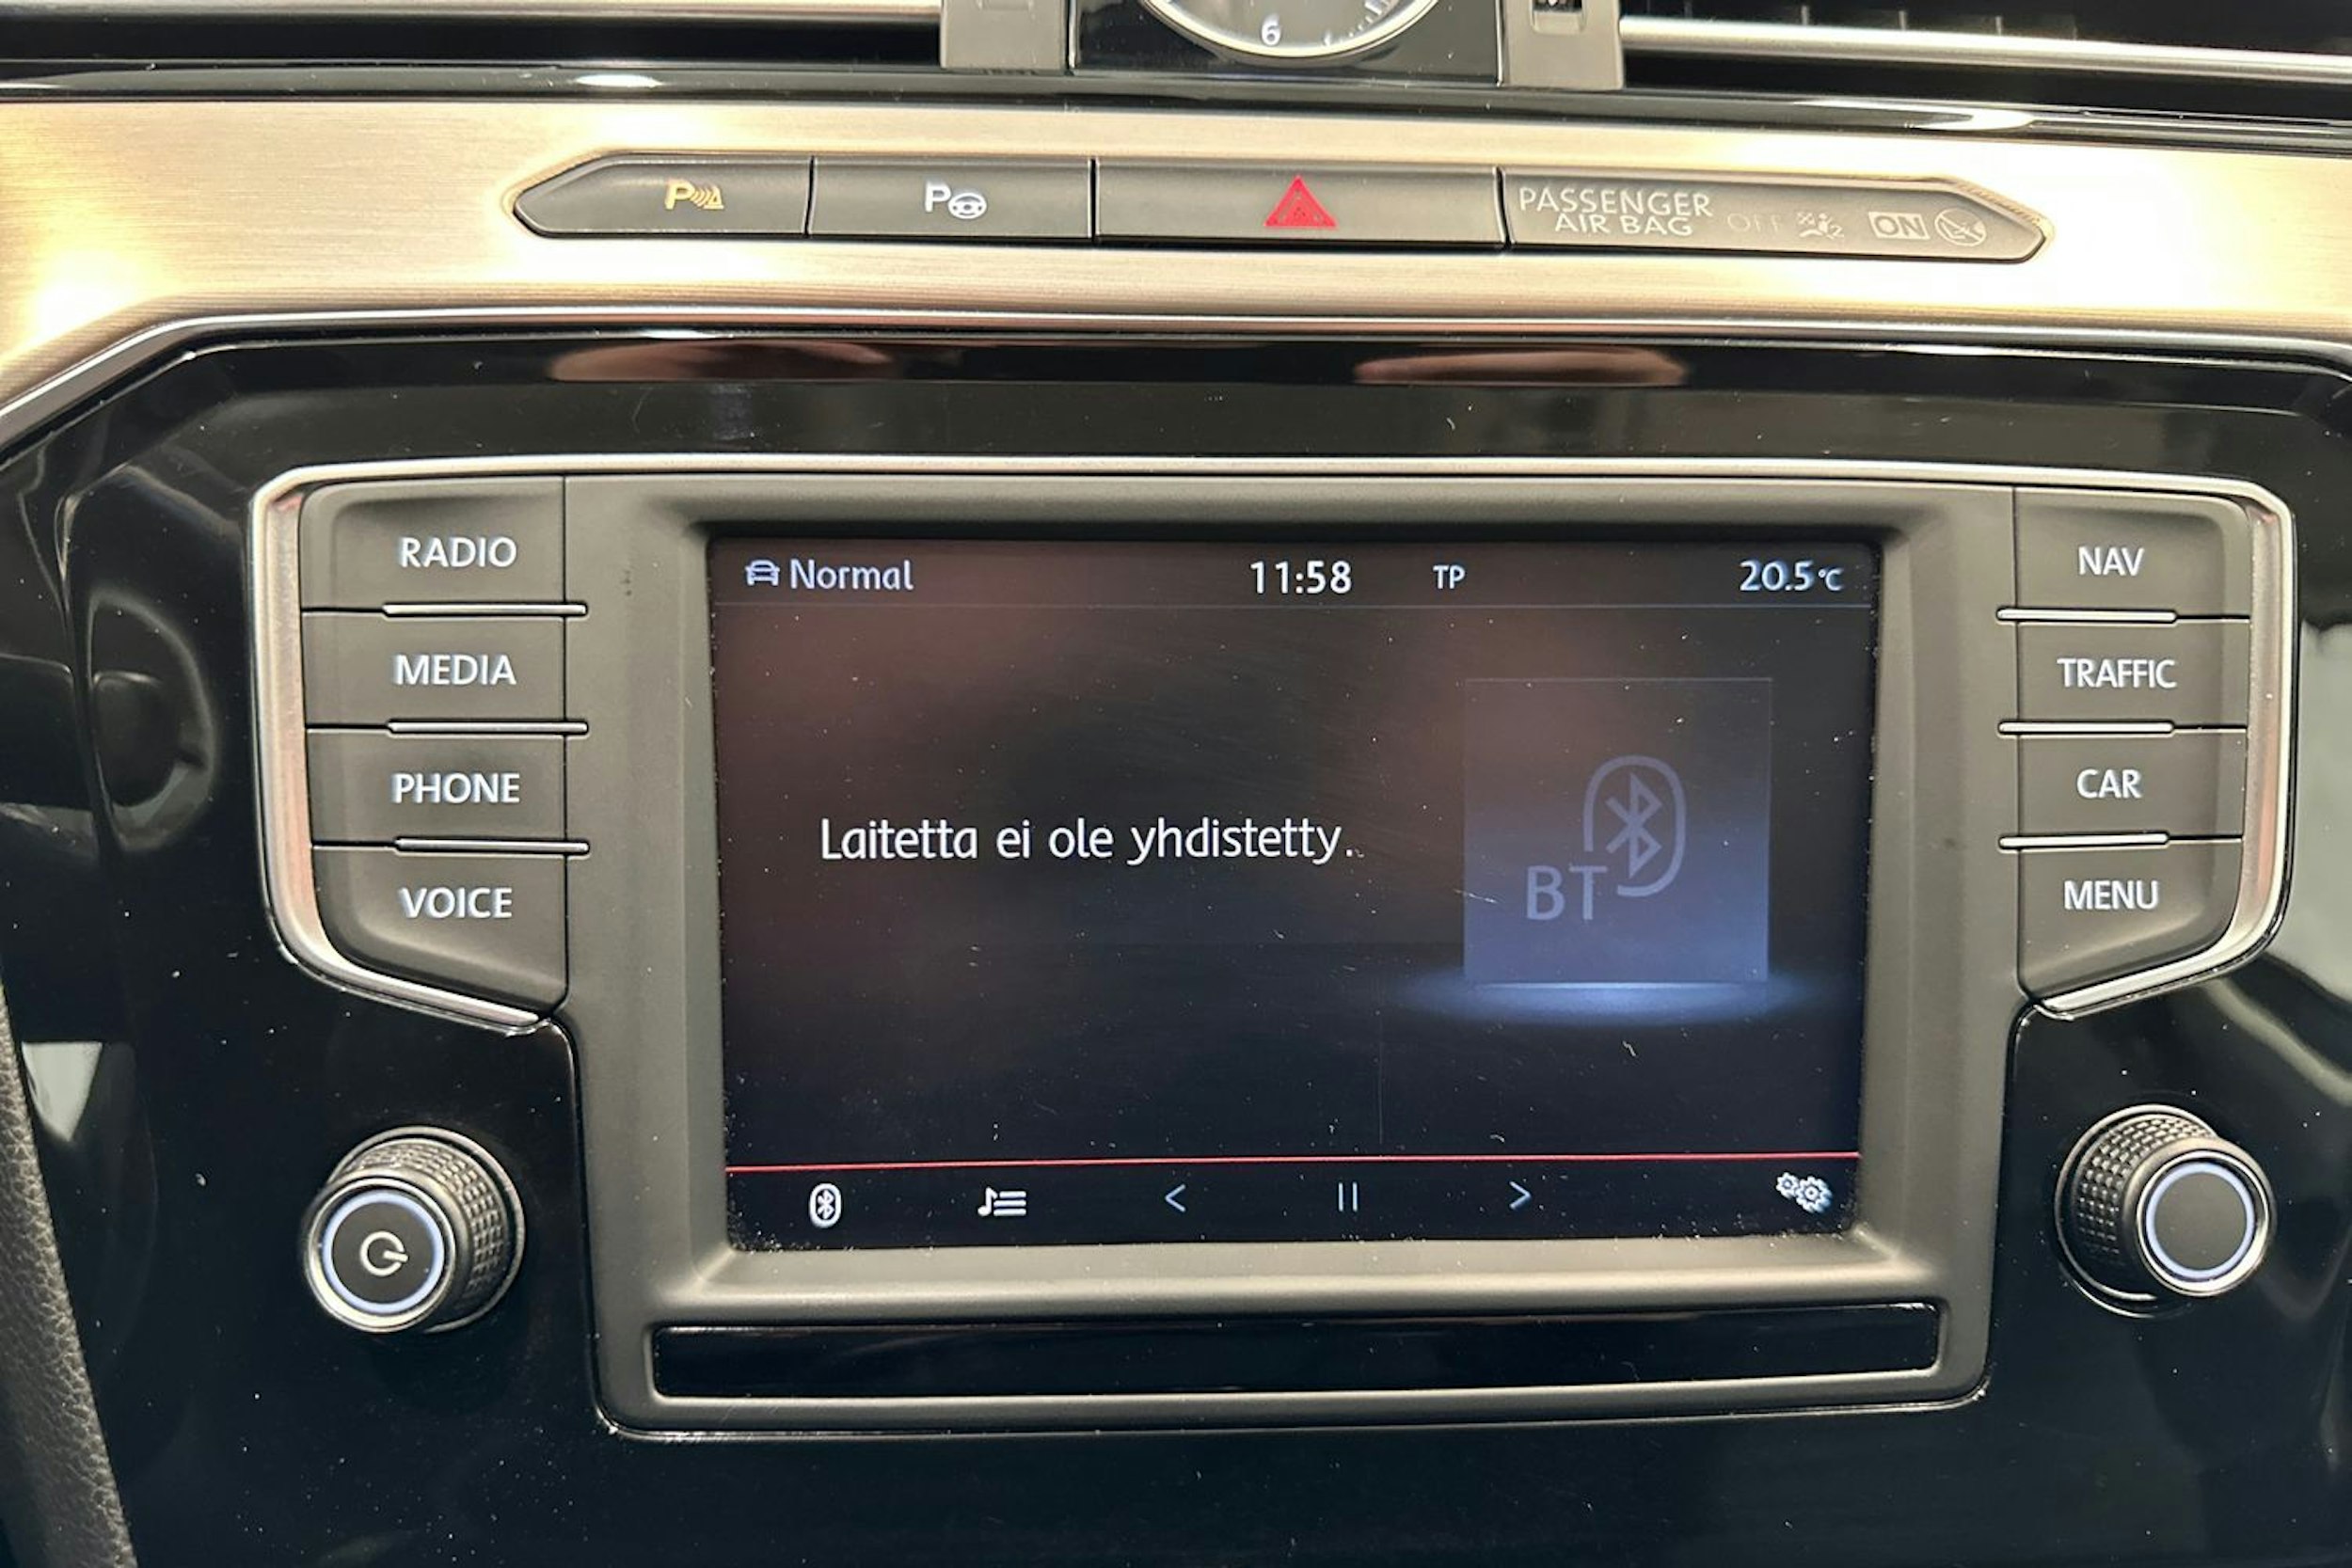 6
P
P
PASSENGER
AIR BAG
OFF
2
ON
RADIO
MEDIA
PHONE
VOICE
Normal
11:58
TP
20.5°C
Laitetta ei ole yhdistetty.
BT
NAV
TRAFFIC
CAR
MENU